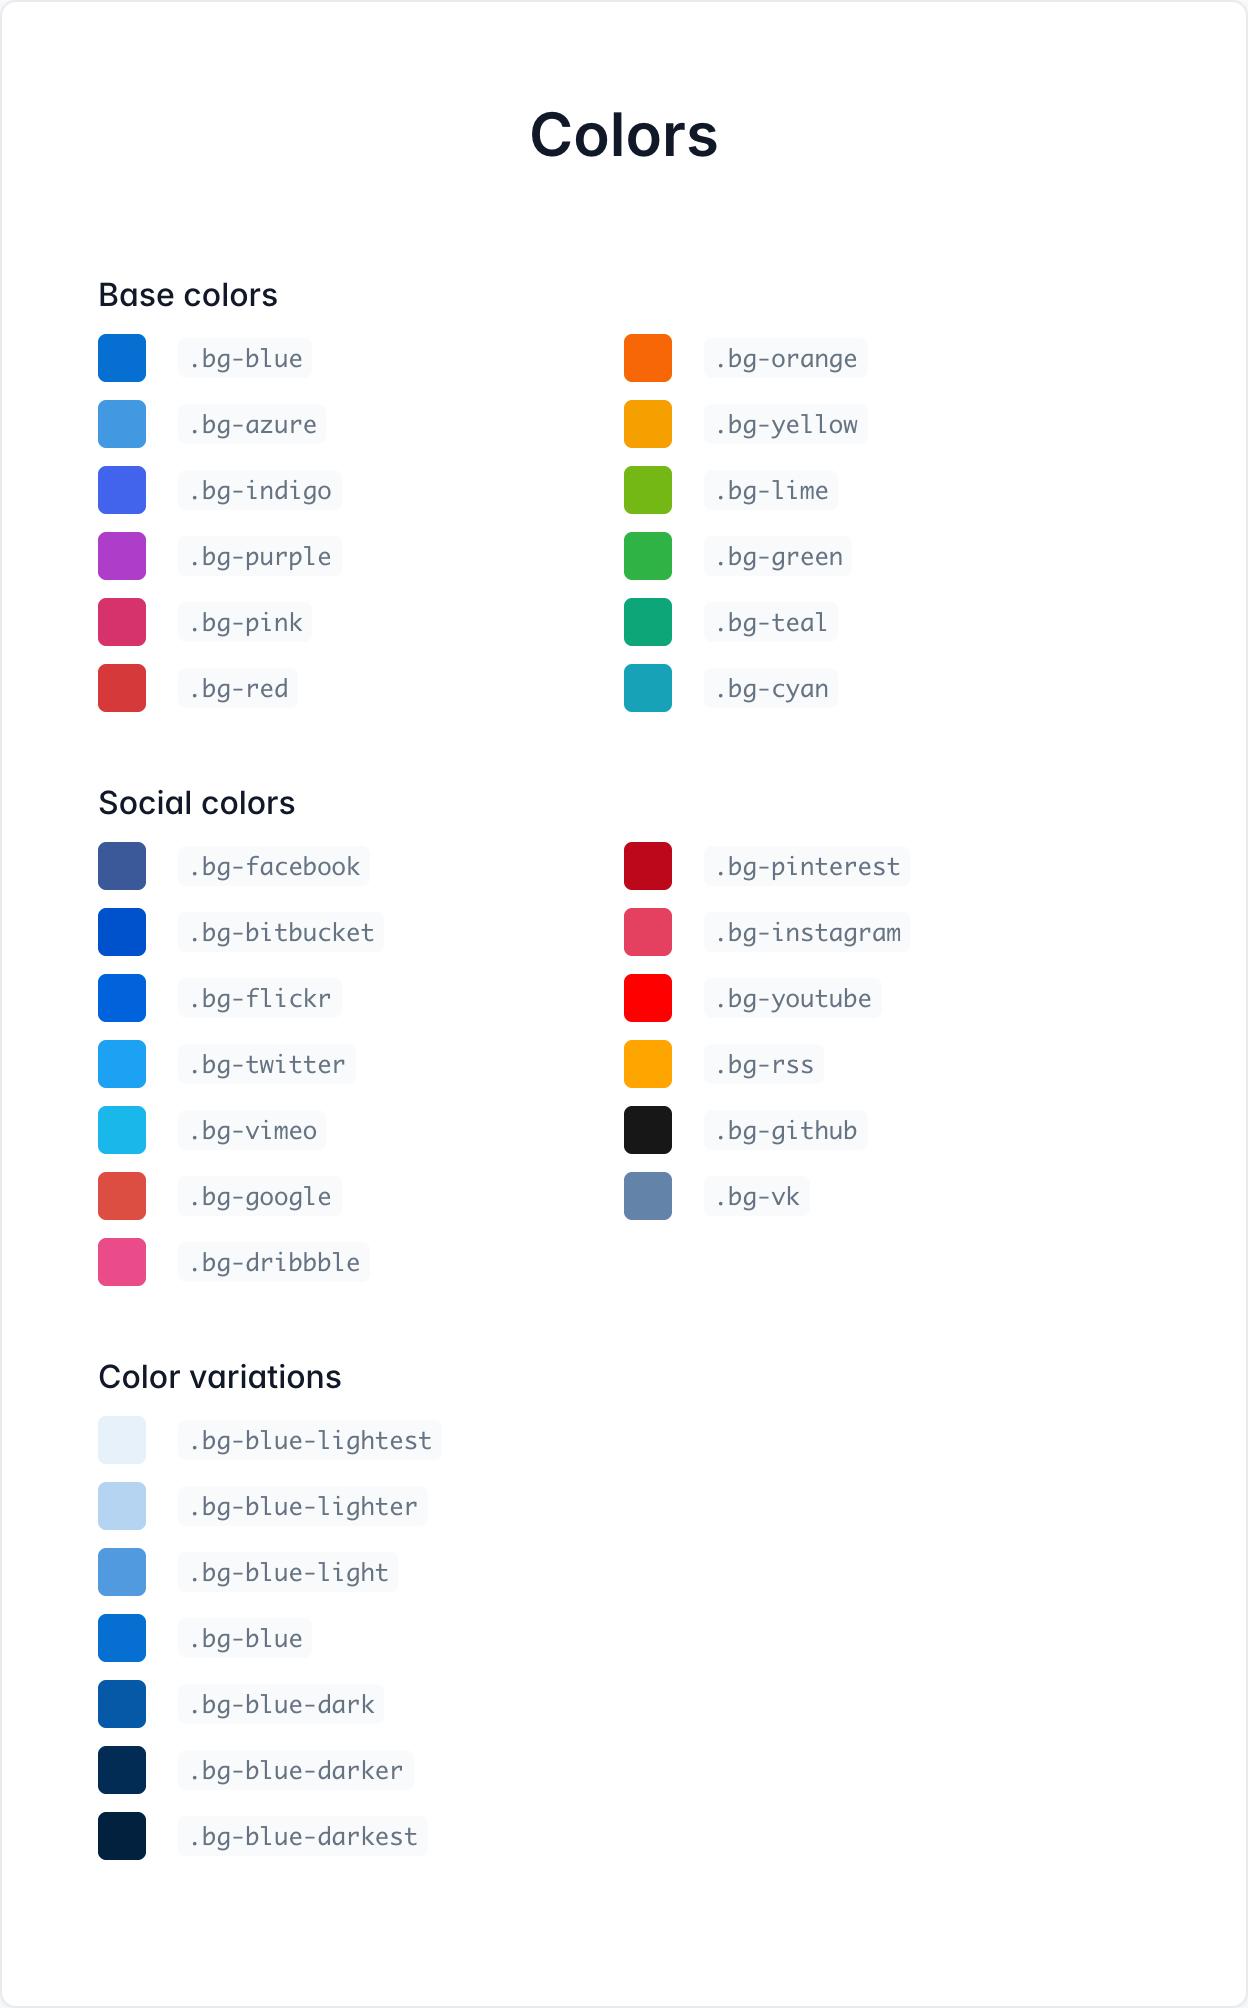 Colors
Base colors
.bg-blue
.bg-azure
.bg-indigo
.bg-purple
.bg-pink
.bg-red
.bg-orange
.bg-yellow
.bg-lime
.bg-green
.bg-teal
.bg-cyan
Social colors
.bg-facebook
.bg-bitbucket
.bg-flickr
.bg-twitter
.bg-vimeo
.bg-google
.bg-dribbble
.bg-pinterest
.bg-instagram
.bg-youtube
.bg-rss
.bg-github
.bg-vk
Color variations
.bg-blue-lightest
.bg-blue-lighter
.bg-blue-light
.bg-blue
.bg-blue-dark
.bg-blue-darker
.bg-blue-darkest